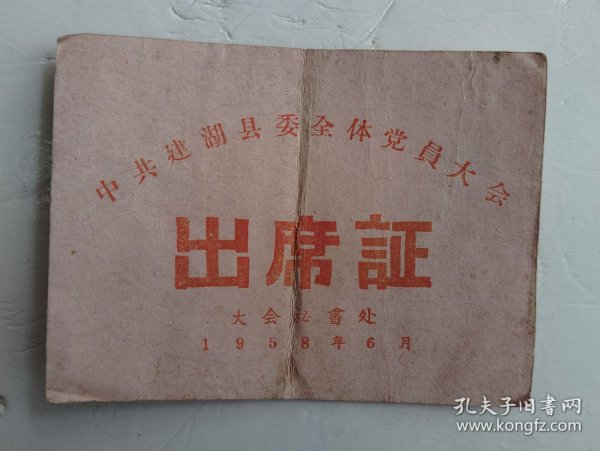 中共建湖县委全体党員大会
出席証
大会秘書处
1958年6月
孔夫子旧書网
www.kongfz.com